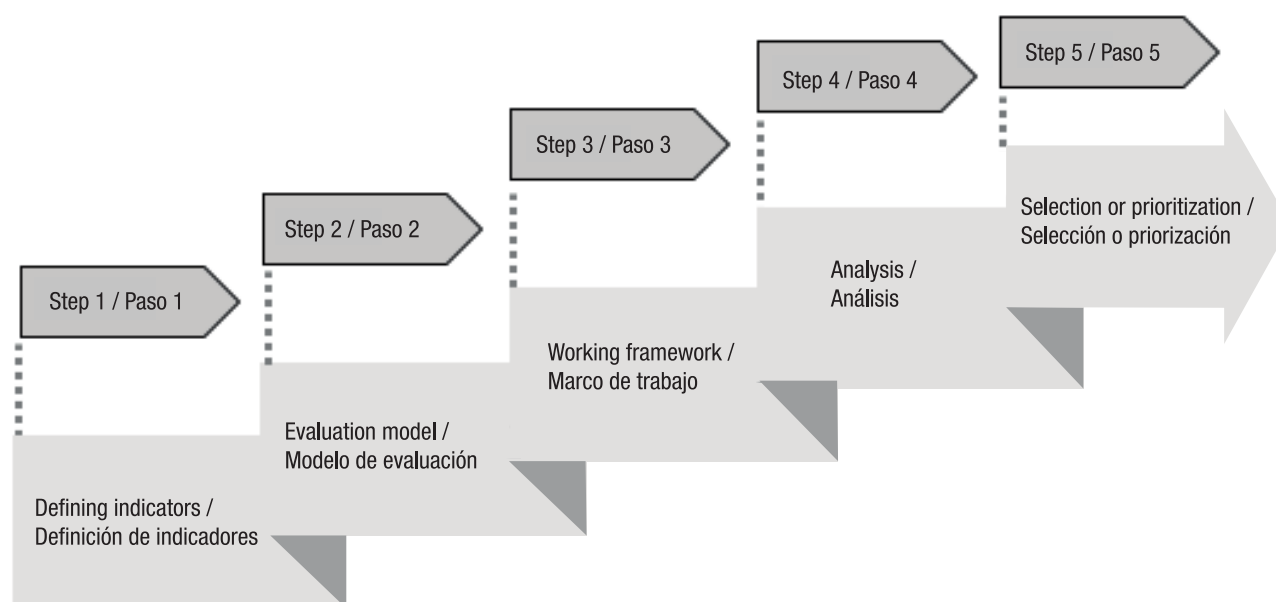 Step 1 / Paso 1
Defining indicators /
Definición de indicadores
Step 2 / Paso 2
Evaluation model /
Modelo de evaluación
Step 3 / Paso 3
Working framework /
Marco de trabajo
Step 4 / Paso 4
Analysis /
Análisis
Step 5 / Paso 5
Selection or prioritization /
Selección o priorización